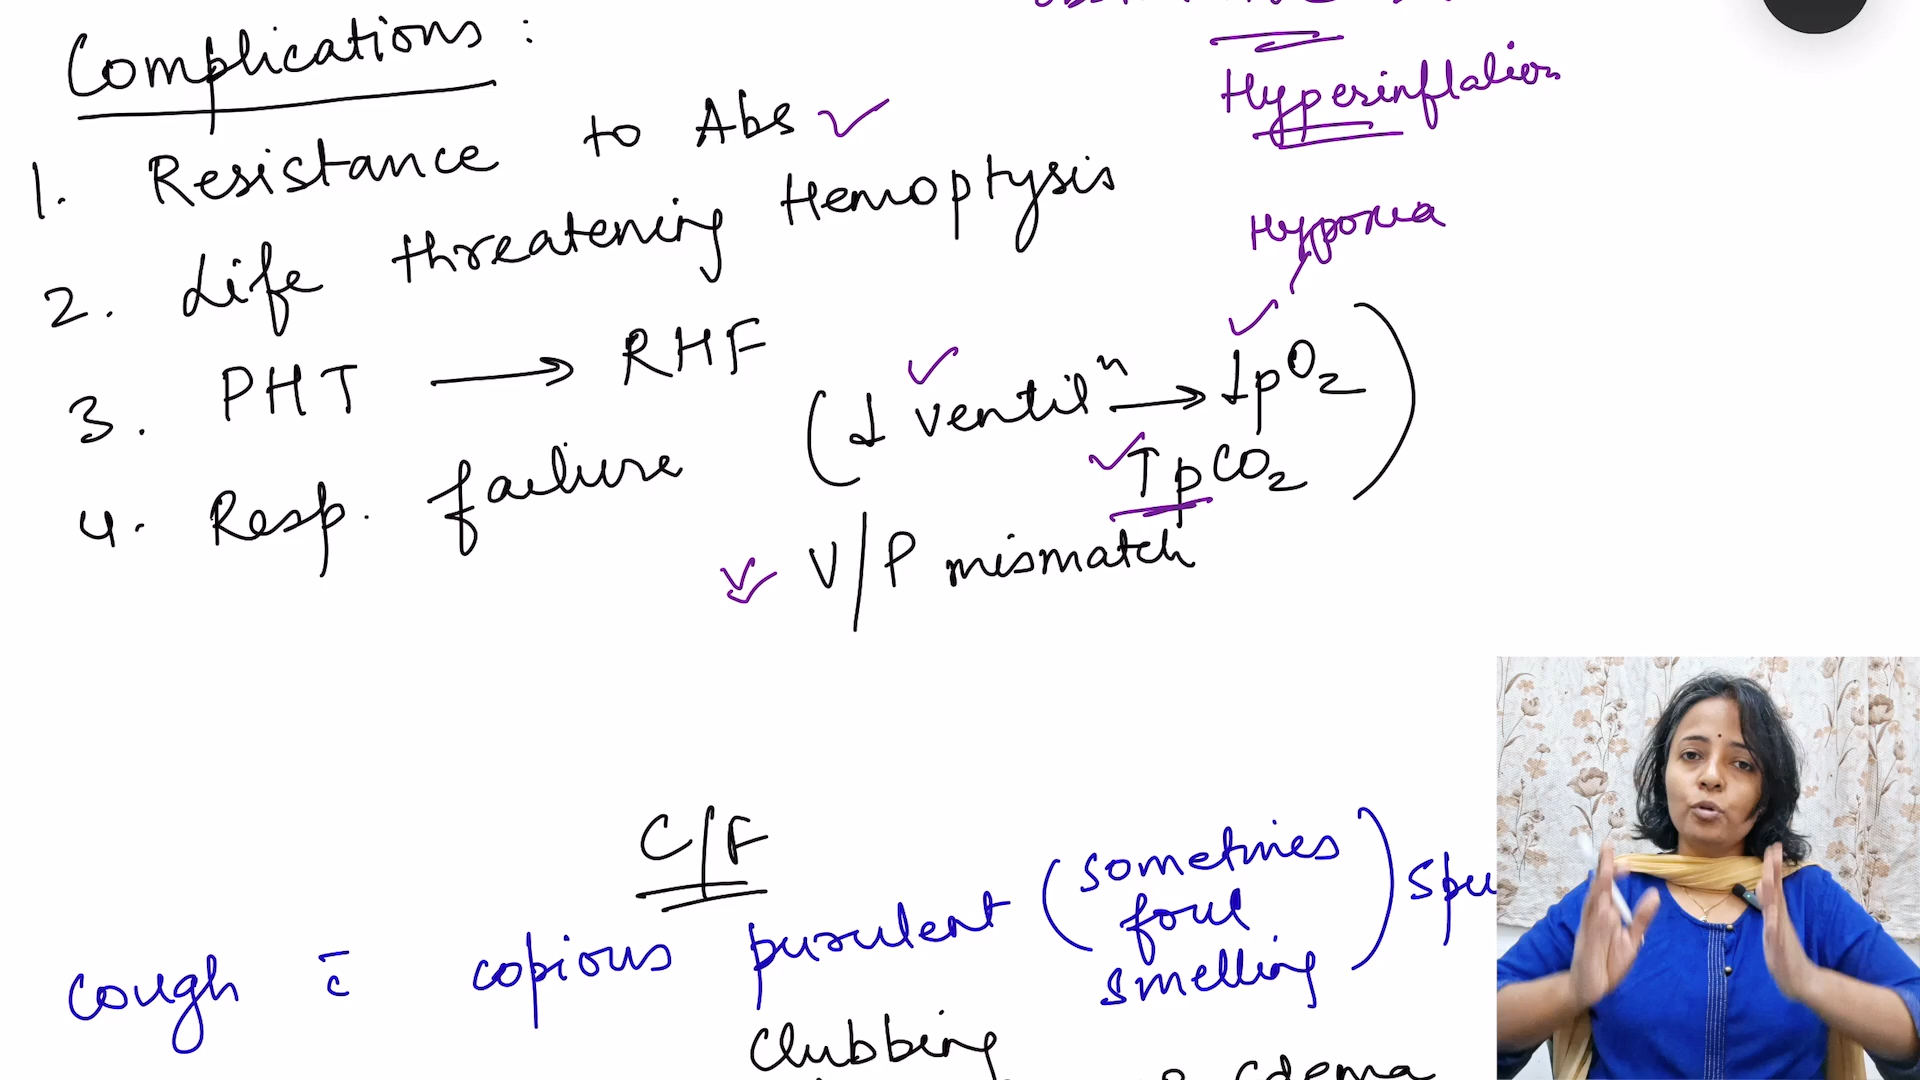 Complications :
Hyperinflation
1. Resistance to Abs ✓
2. Life threatening Hemoptysis
Hypoxia
3. PHT → RHF
(↓ ventilⁿ → ↓pO₂
↑pCO₂)
4. Resp. failure
V/P mismatch
C/F
cough c̄ copious purulent (sometimes foul smelling) spu
Clubbing
edema